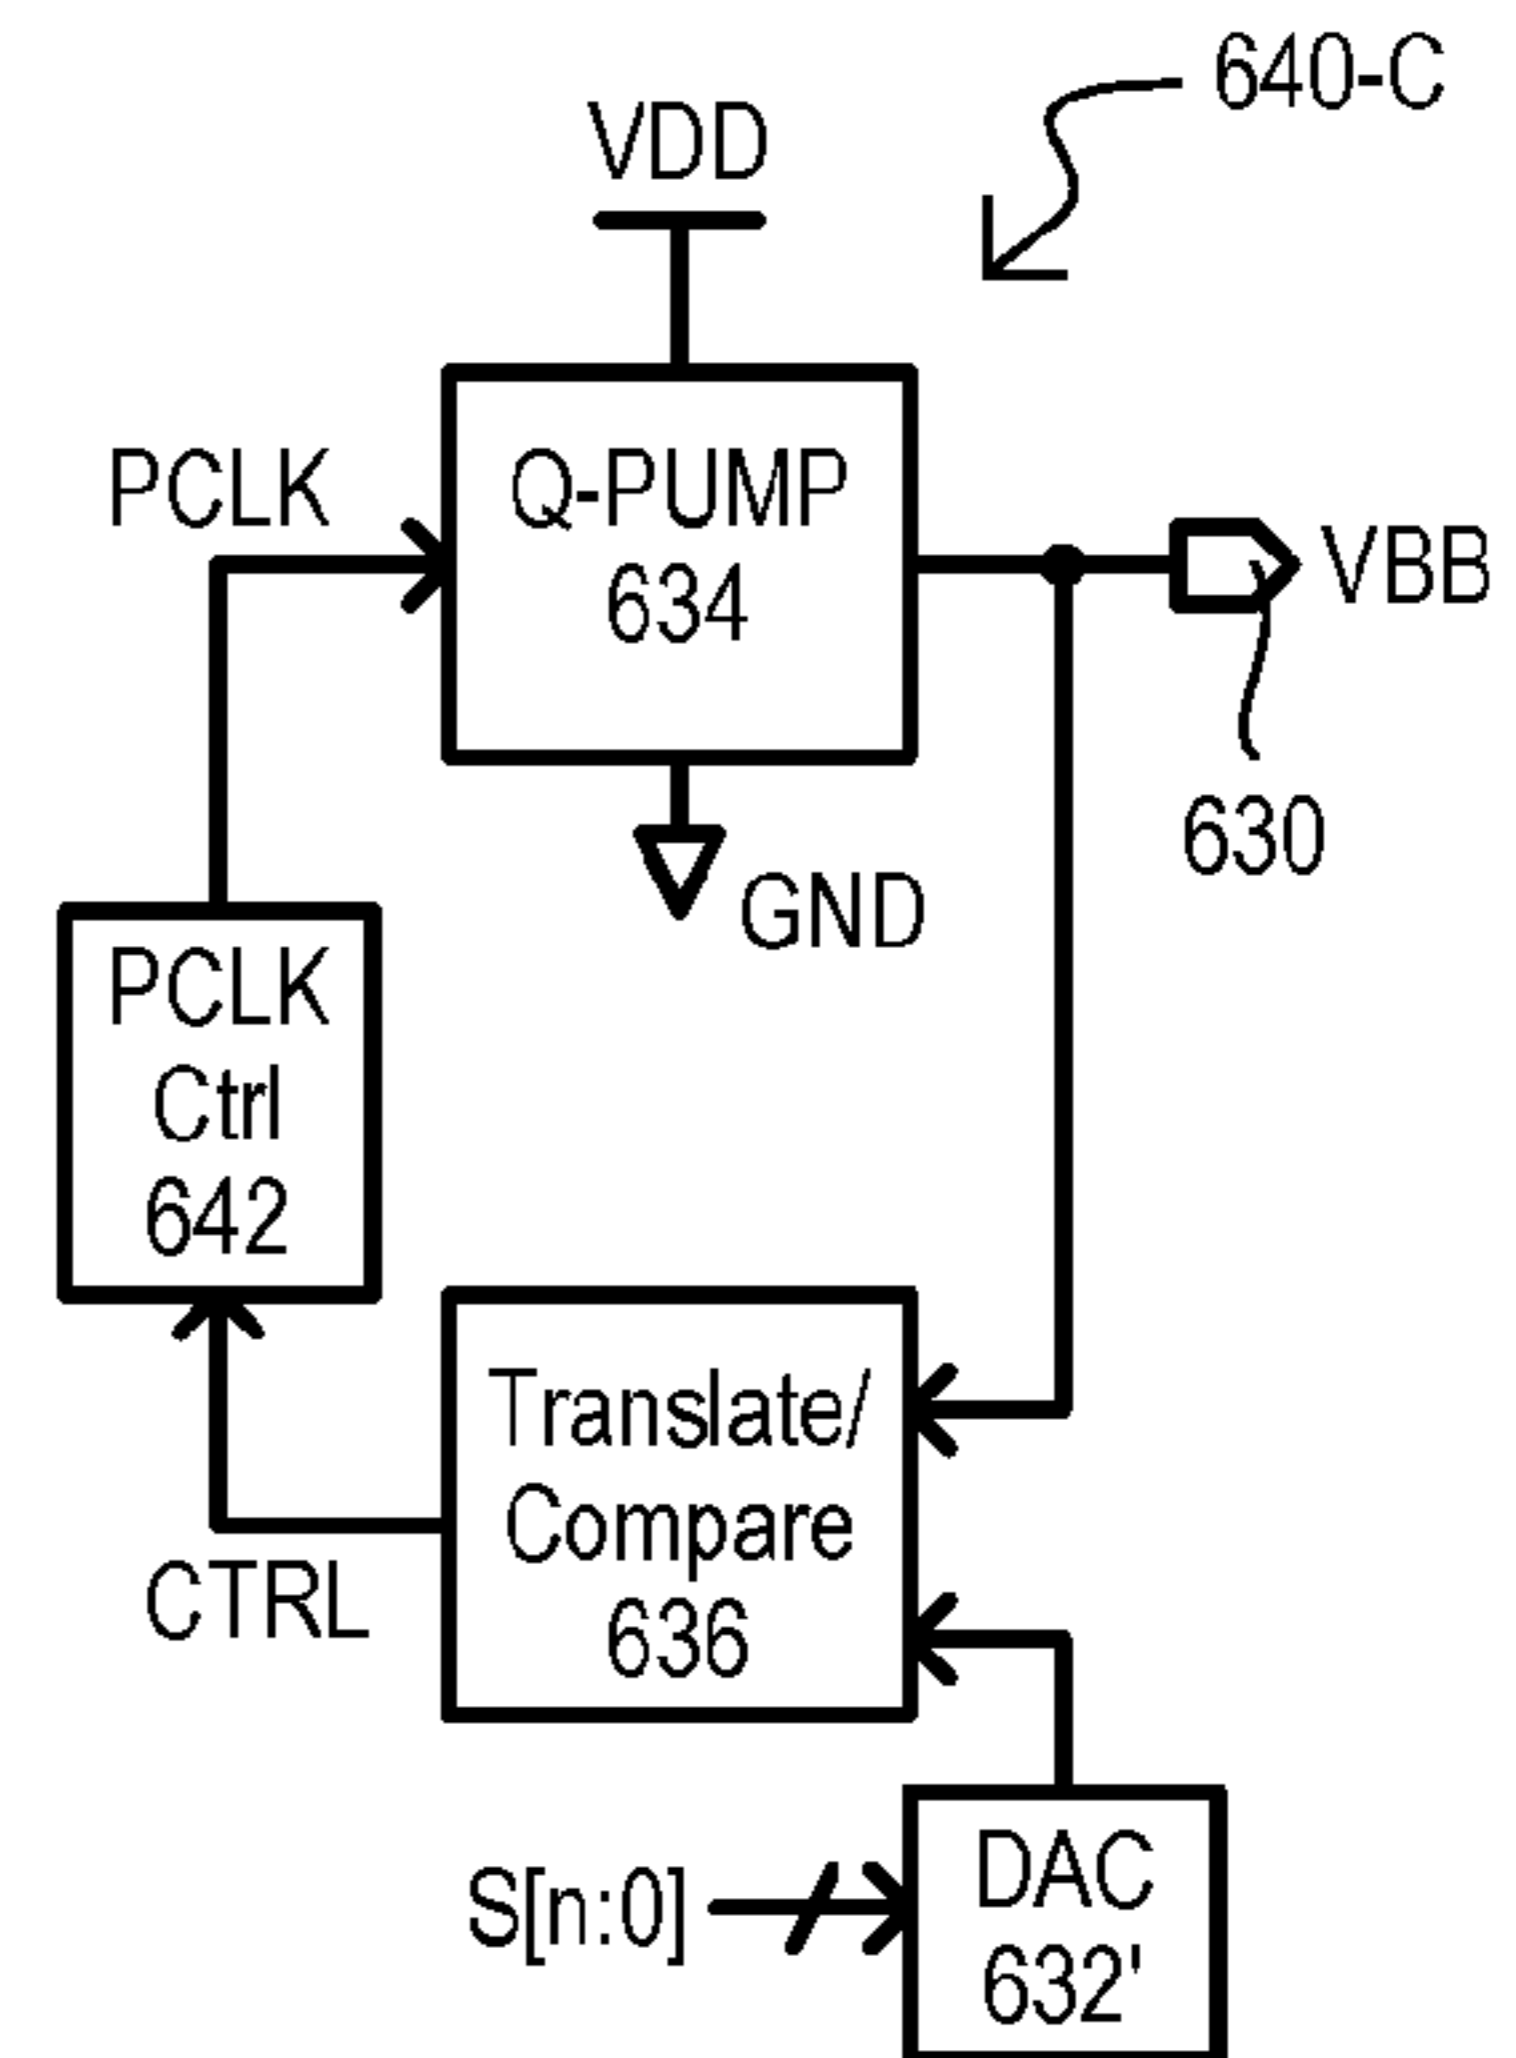 640-C
VDD
PCLK
Q-PUMP
634
VBB
630
GND
PCLK
Ctrl
642
Translate/
Compare
636
CTRL
S[n:0]
DAC
632'